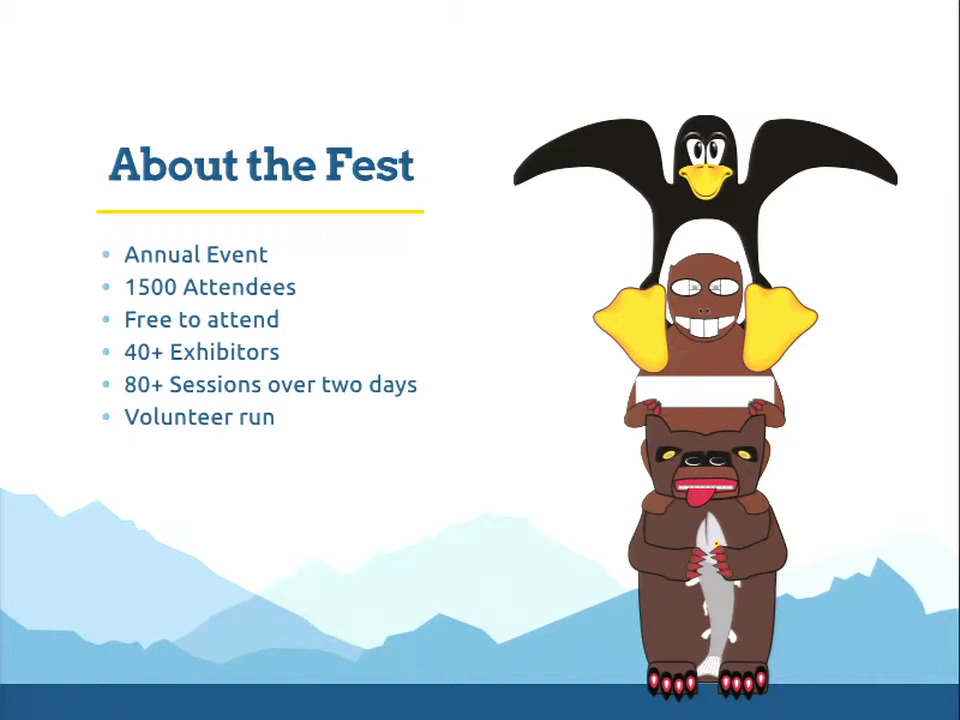 About the Fest
• Annual Event
• 1500 Attendees
• Free to attend
• 40+ Exhibitors
• 80+ Sessions over two days
• Volunteer run